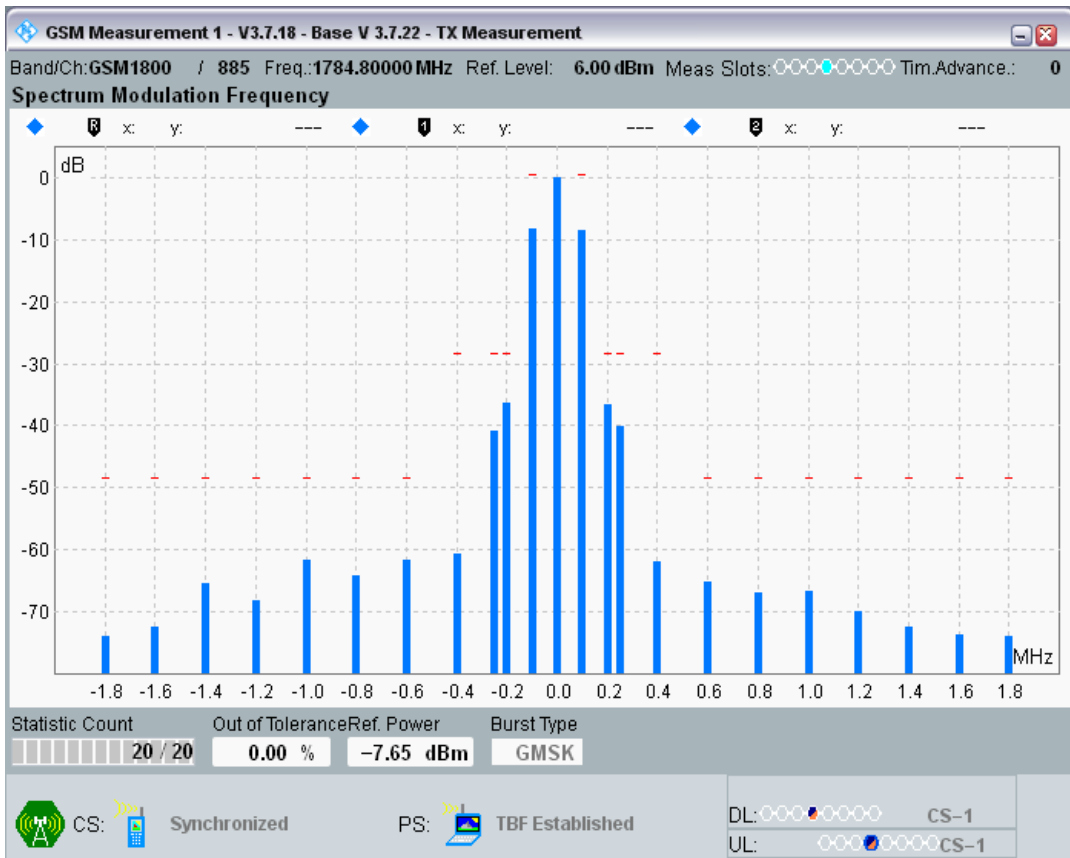 GSM Measurement 1 - V3.7.18 - Base V 3.7.22 - TX Measurement
Band/Ch:GSM1800 / 885 Freq.:1784.80000 MHz Ref. Level: 6.00 dBm Meas Slots: Tim.Advance.: 0
Spectrum Modulation Frequency
R x: y: --- 1 x: y: --- 2 x: y: ---
dB
0
-10
-20
-30
-40
-50
-60
-70
MHz
-1.8 -1.6 -1.4 -1.2 -1.0 -0.8 -0.6 -0.4 -0.2 0.0 0.2 0.4 0.6 0.8 1.0 1.2 1.4 1.6 1.8
Statistic Count Out of Tolerance Ref. Power Burst Type
20 / 20 0.00 % −7.65 dBm GMSK
CS: Synchronized PS: TBF Established
DL: CS−1
UL: CS−1